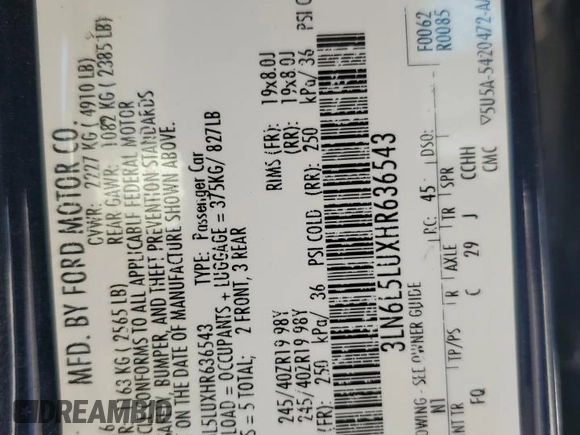 MFD. BY FORD MOTOR CO.
GVWR: 2227 KG ( 4910 LB)
63 KG ( 2565 LB)
REAR GAWR: 1082 KG ( 2385 LB)
CONFORMS TO ALL APPLICABLE FEDERAL MOTOR
BUMPER, AND THEFT PREVENTION STANDARDS
ON THE DATE OF MANUFACTURE SHOWN ABOVE.
L5LUXHR636543 TYPE: Passenger Car
LOAD = OCCUPANTS + LUGGAGE = 375KG/ 827LB
S = 5 TOTAL; 2 FRONT, 3 REAR
245/40ZR19 98Y RIMS (FR): 19x8.0J
245/40ZR19 98Y (RR): 19x8.0J
(FR): 250 kPa/ 36 PSI COLD (RR): 250 kPa/ 36 PSI C
3LN6L5LUXHR636543
OWING - SEE OWNER GUIDE P.C: 45 DSO:
F0062
R0085
NT TR TP/PS R AXLE TR SPR
FQ C 29 J CCHH
CMC
5U5A-5420472-A
DREAMBID